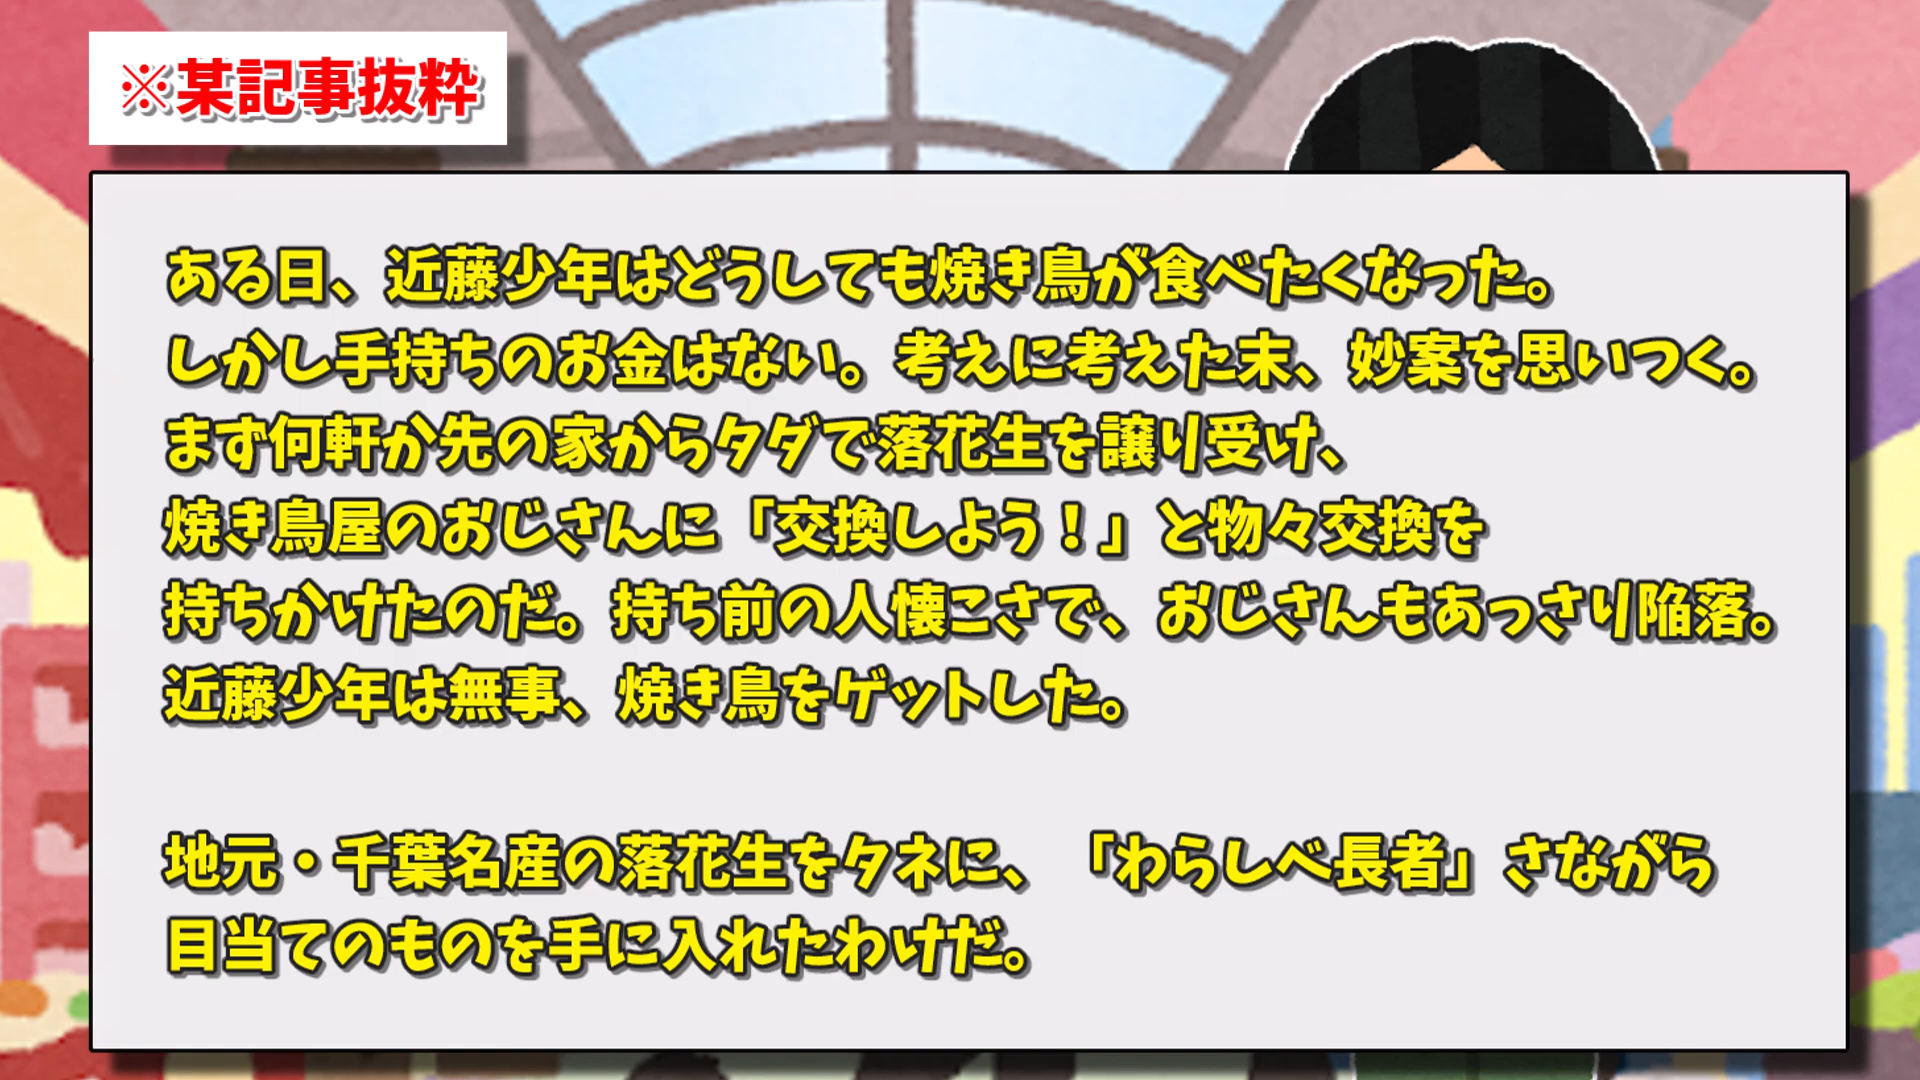 ※某記事抜粋
ある日、近藤少年はどうしても焼き鳥が食べたくなった。
しかし手持ちのお金はない。考えに考えた末、妙案を思いつく。
まず何軒か先の家からタダで落花生を譲り受け、
焼き鳥屋のおじさんに「交換しよう！」と物々交換を
持ちかけたのだ。持ち前の人懐こさで、おじさんもあっさり陥落。
近藤少年は無事、焼き鳥をゲットした。
地元・千葉名産の落花生をタネに、「わらしべ長者」さながら
目当てのものを手に入れたわけだ。